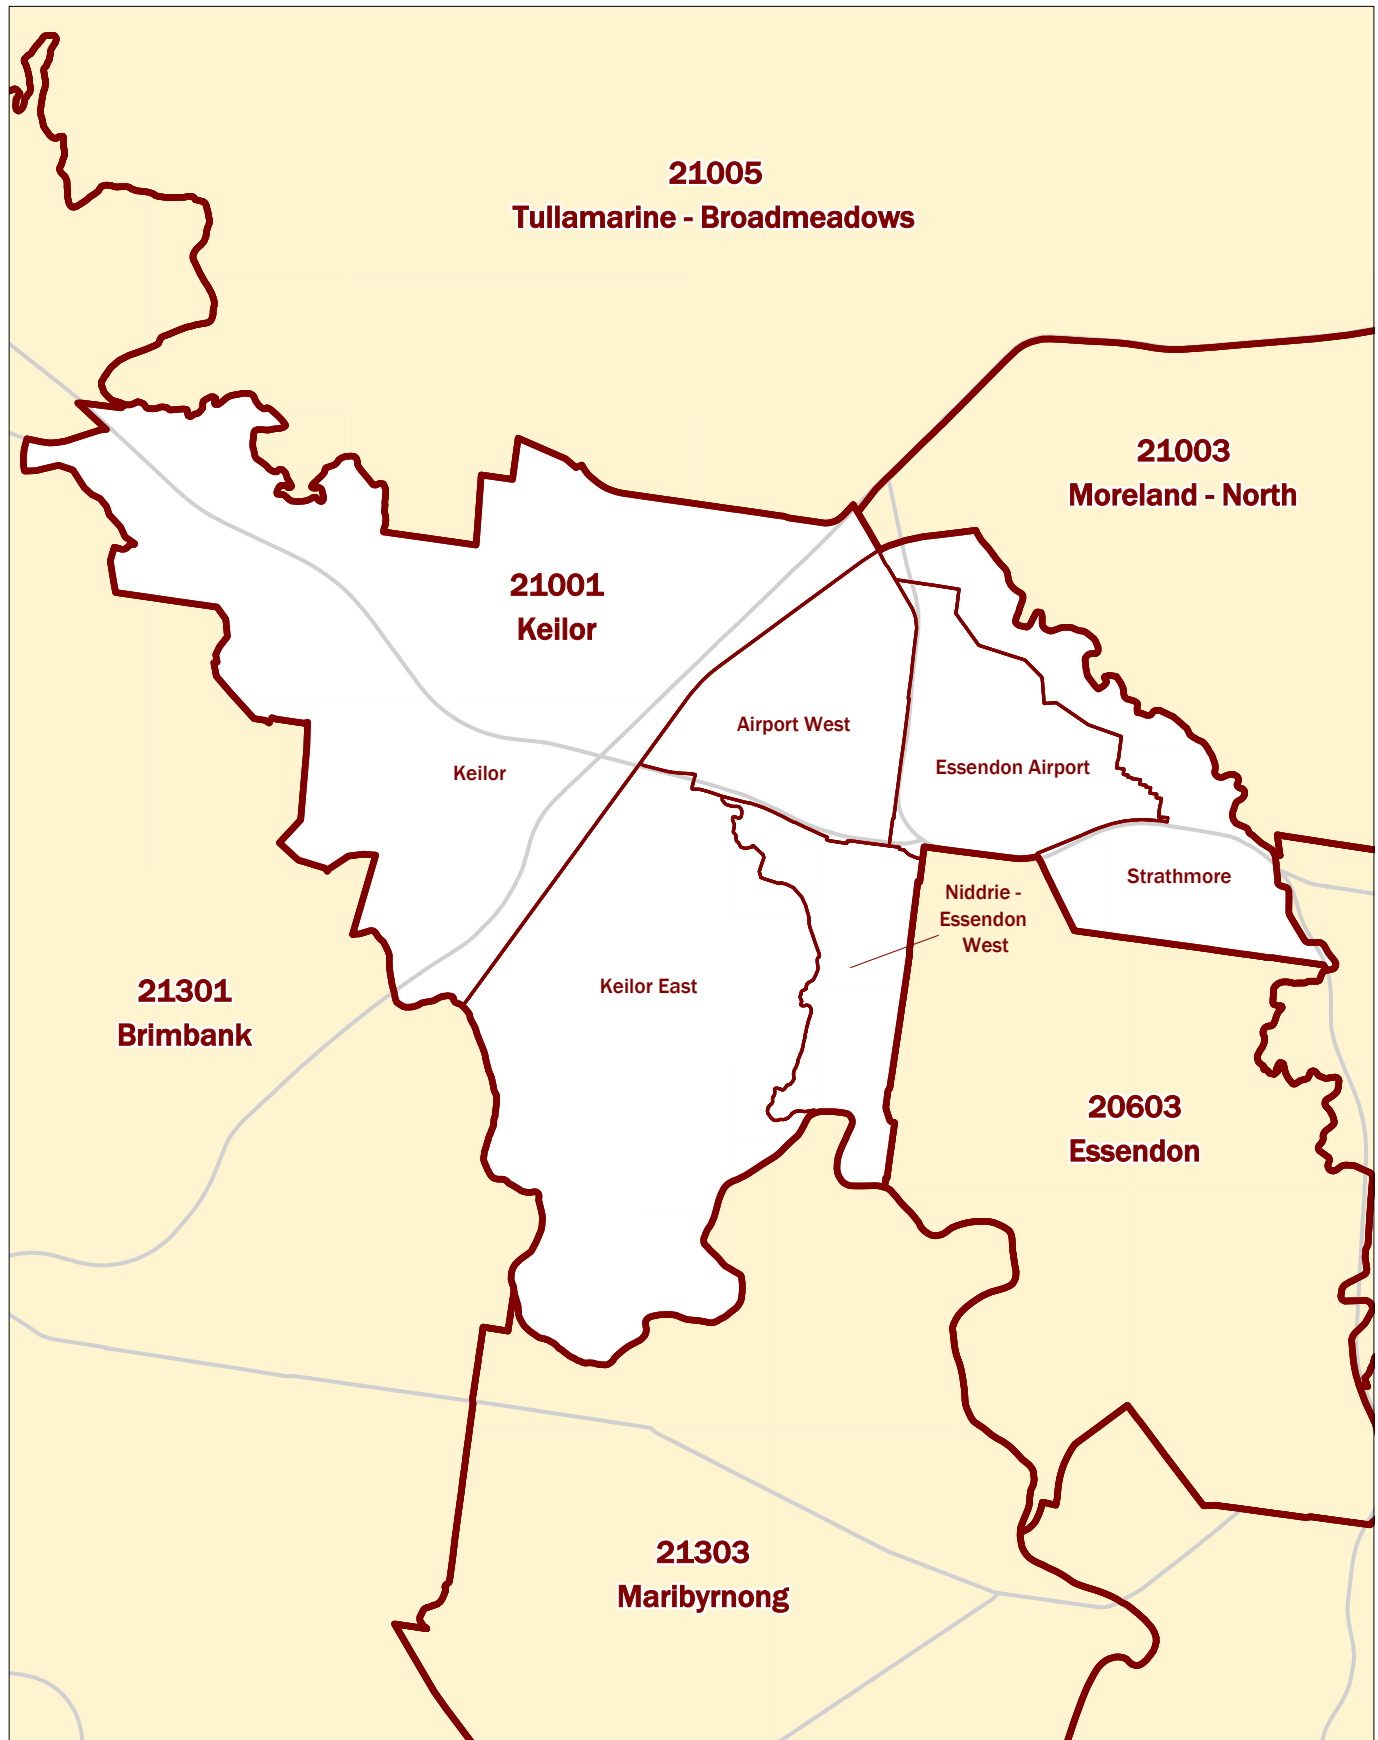 21005
Tullamarine - Broadmeadows
21003
Moreland - North
21001
Keilor
Airport West
Essendon Airport
Keilor
Strathmore
Niddrie -
Essendon
West
Keilor East
21301
Brimbank
20603
Essendon
21303
Maribyrnong